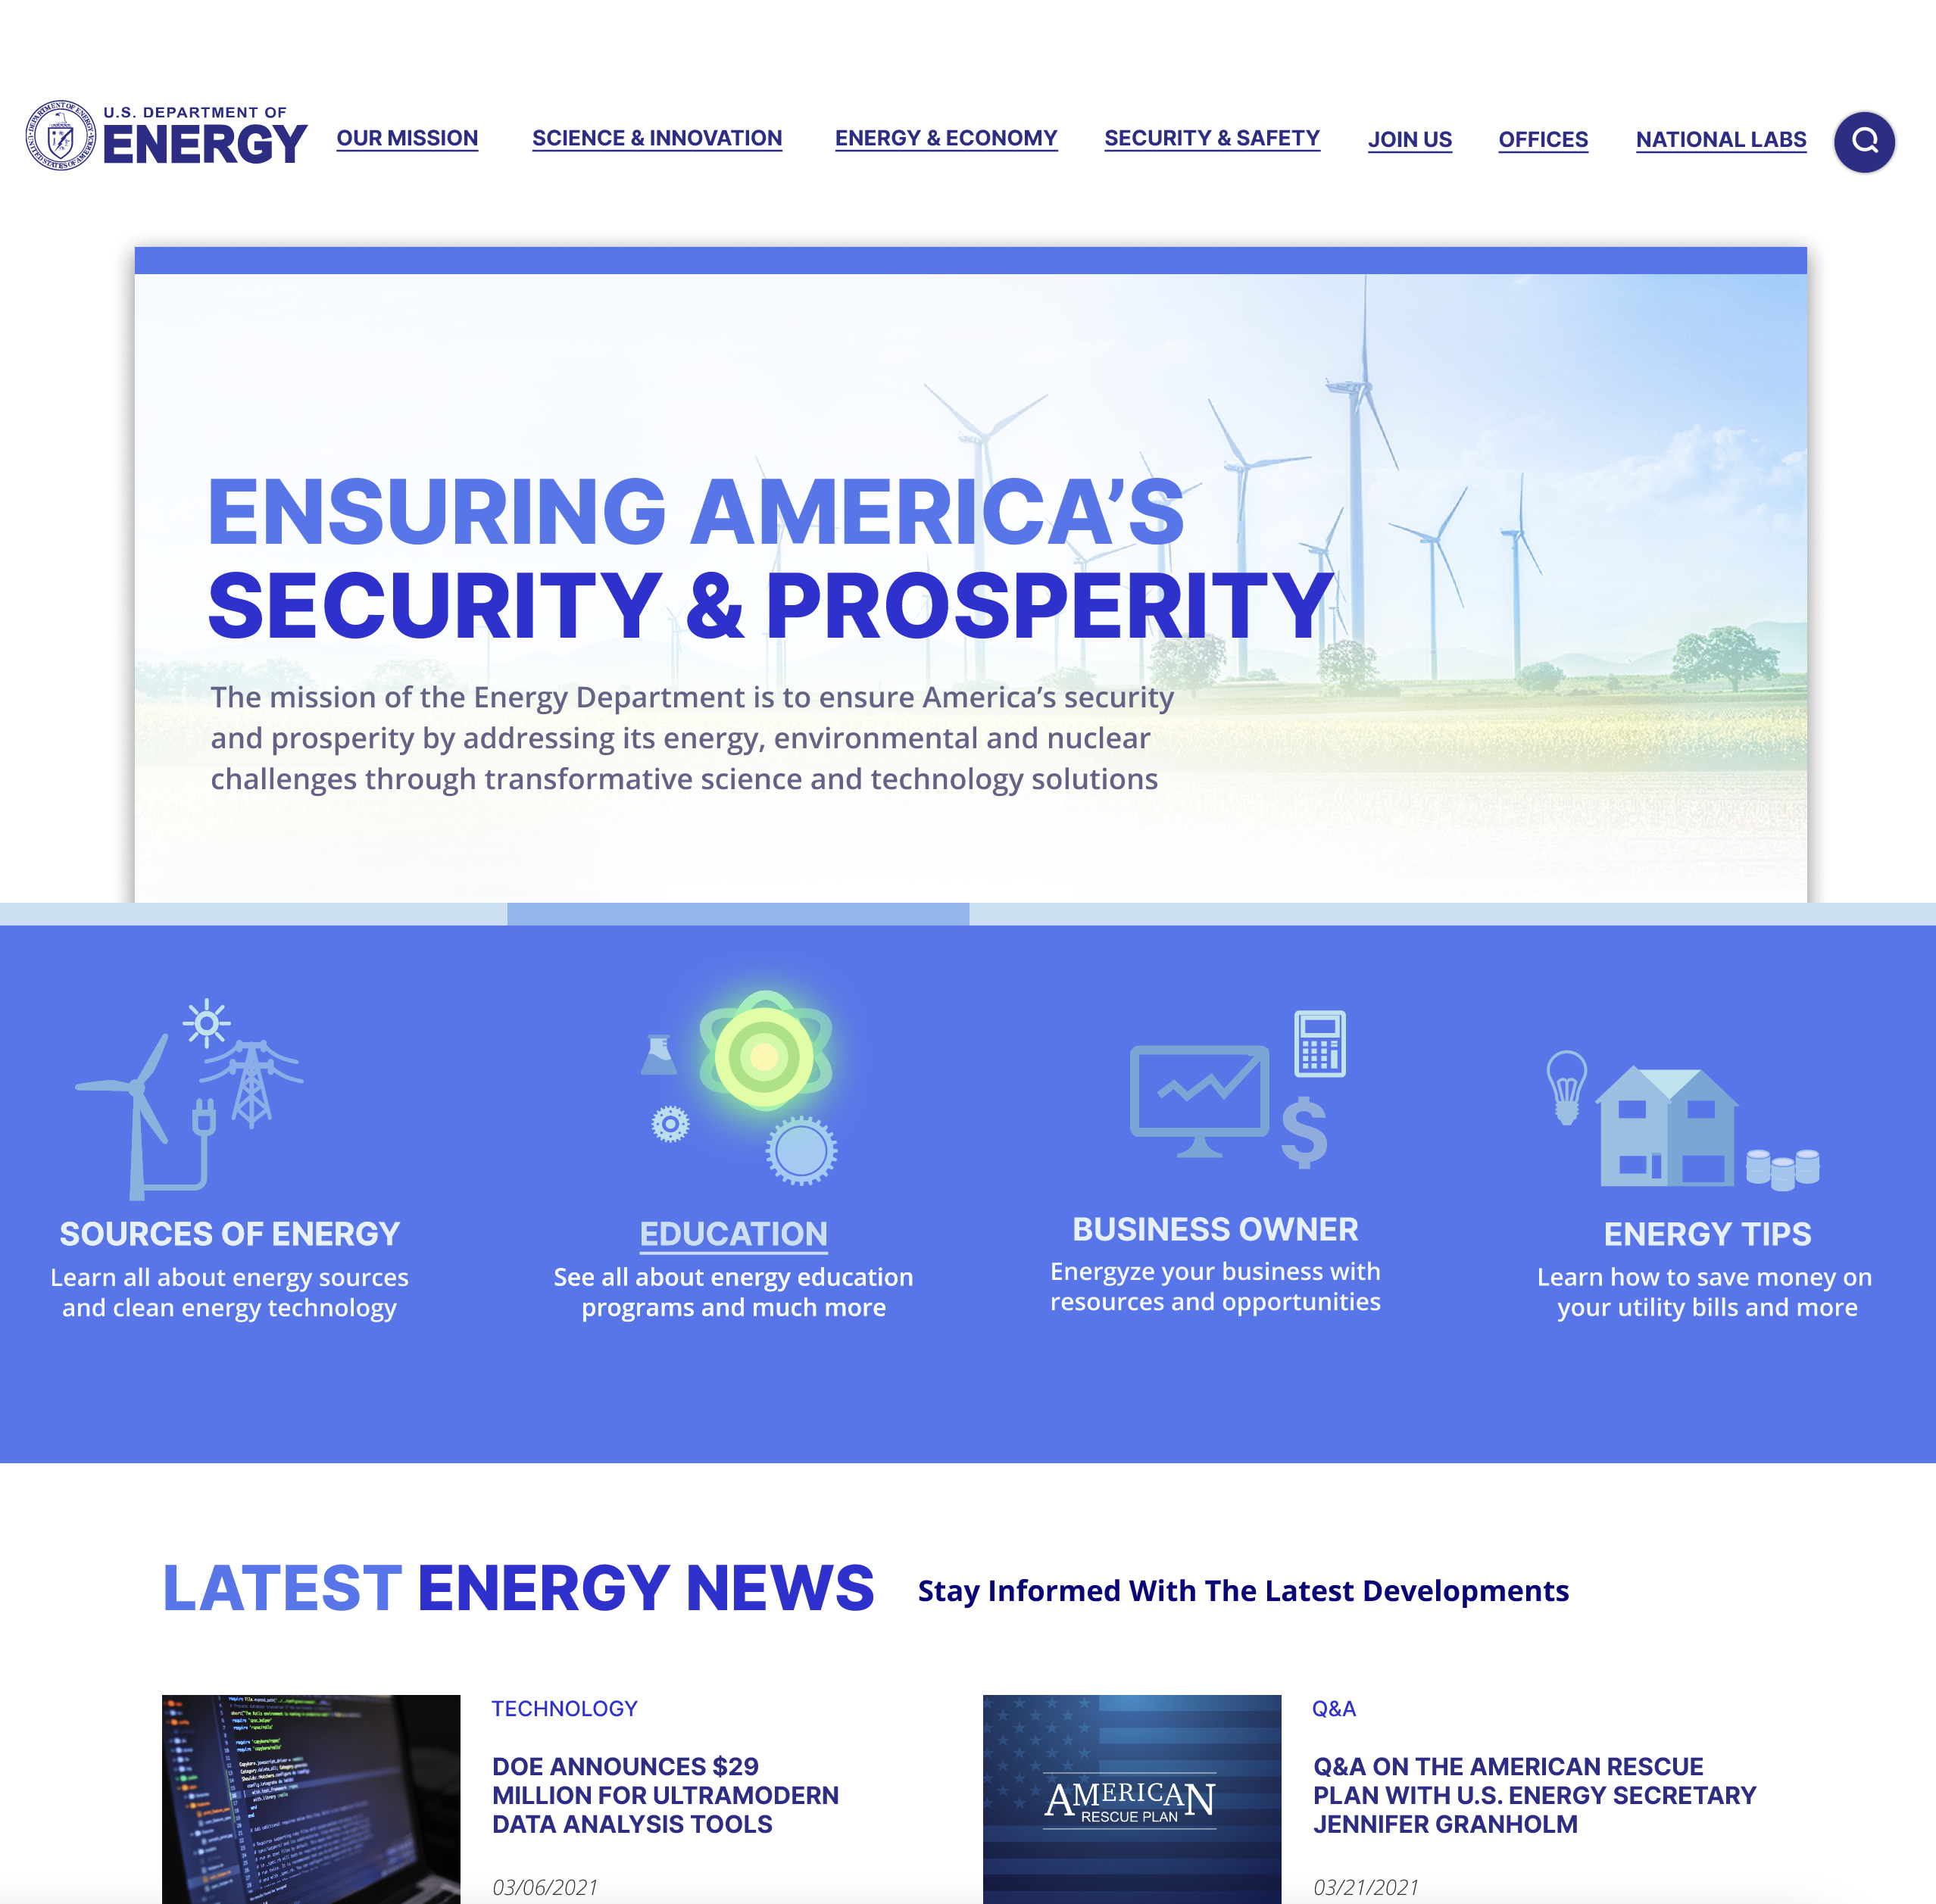 U.S. DEPARTMENT OF
ENERGY
OUR MISSION
SCIENCE & INNOVATION
ENERGY & ECONOMY
SECURITY & SAFETY
JOIN US
OFFICES
NATIONAL LABS
ENSURING AMERICA’S
SECURITY & PROSPERITY
The mission of the Energy Department is to ensure America’s security
and prosperity by addressing its energy, environmental and nuclear
challenges through transformative science and technology solutions
SOURCES OF ENERGY
Learn all about energy sources
and clean energy technology
EDUCATION
See all about energy education
programs and much more
BUSINESS OWNER
Energyze your business with
resources and opportunities
ENERGY TIPS
Learn how to save money on
your utility bills and more
LATEST ENERGY NEWS
Stay Informed With The Latest Developments
TECHNOLOGY
DOE ANNOUNCES $29
MILLION FOR ULTRAMODERN
DATA ANALYSIS TOOLS
03/06/2021
AMERICAN
RESCUE PLAN
Q&A
Q&A ON THE AMERICAN RESCUE
PLAN WITH U.S. ENERGY SECRETARY
JENNIFER GRANHOLM
03/21/2021